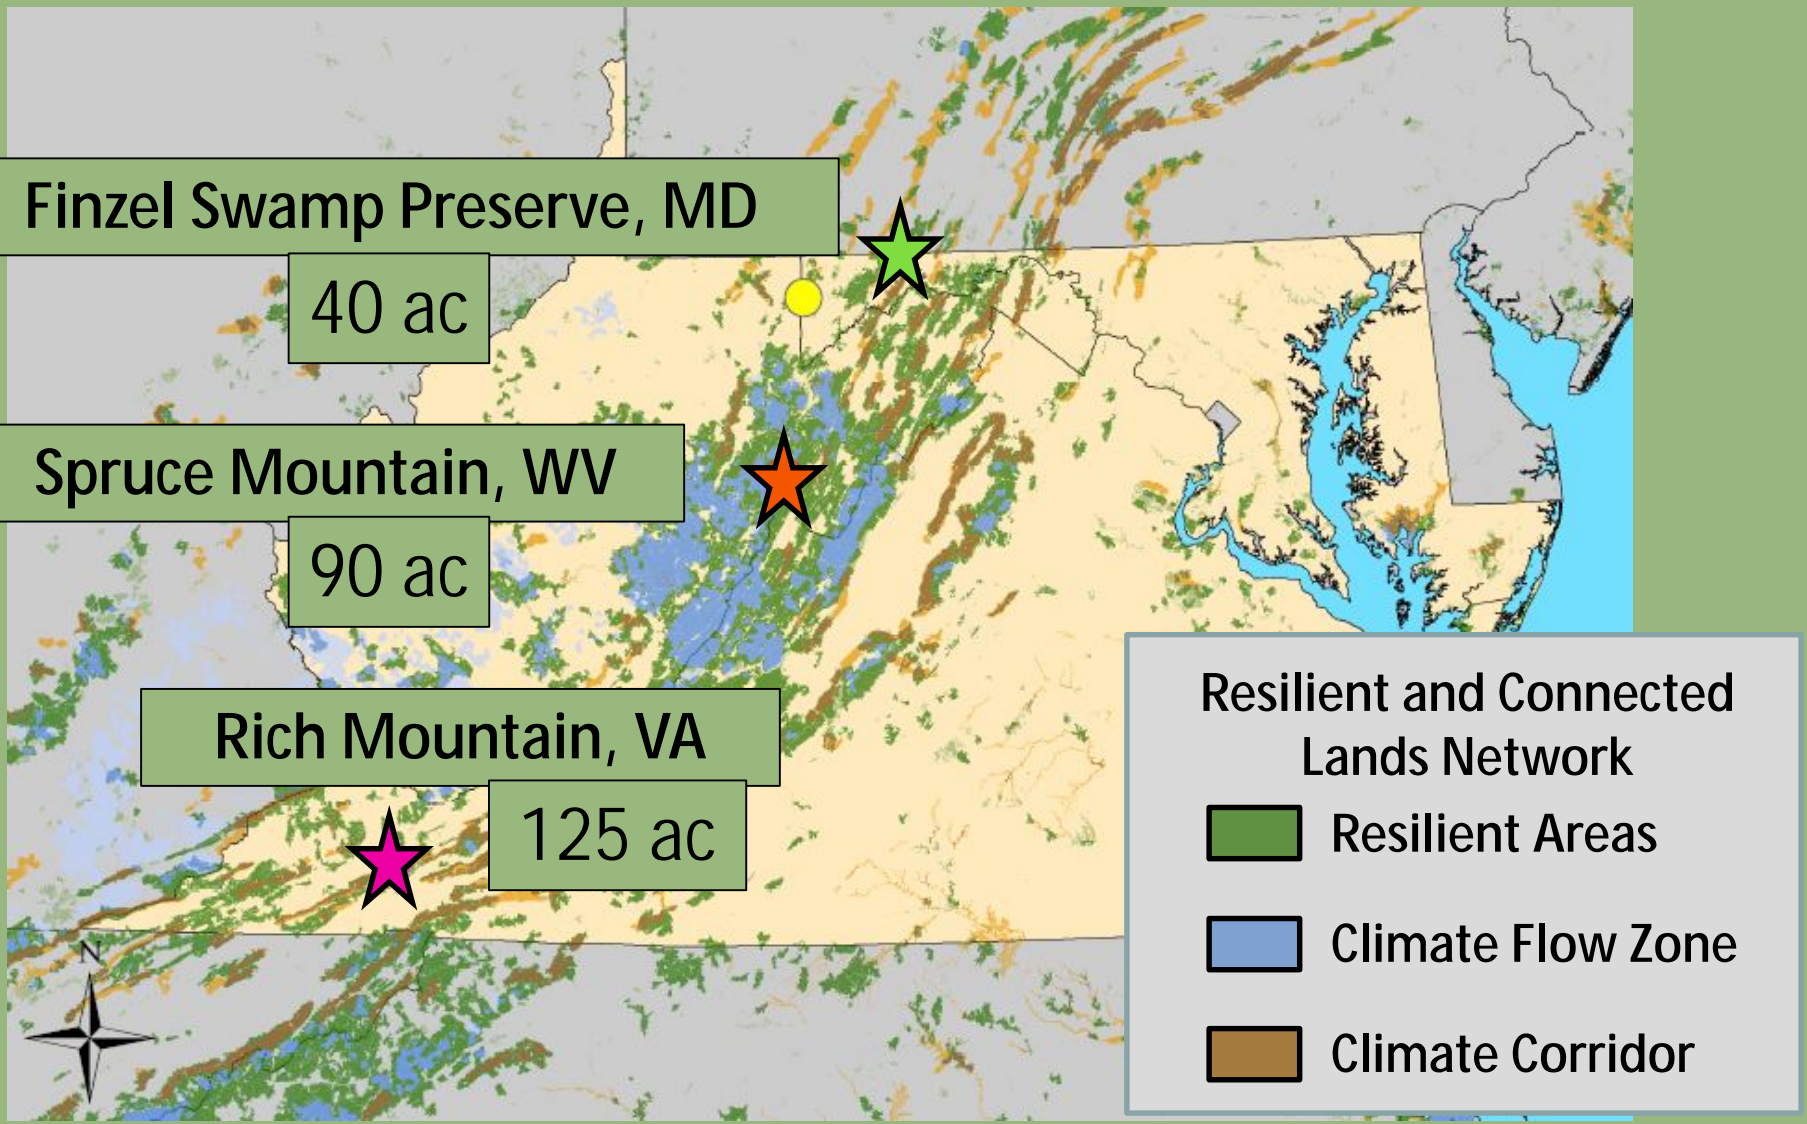 Finzel Swamp Preserve, MD
40 ac
Spruce Mountain, WV
90 ac
Rich Mountain, VA
125 ac
N
Resilient and Connected
Lands Network
Resilient Areas
Climate Flow Zone
Climate Corridor